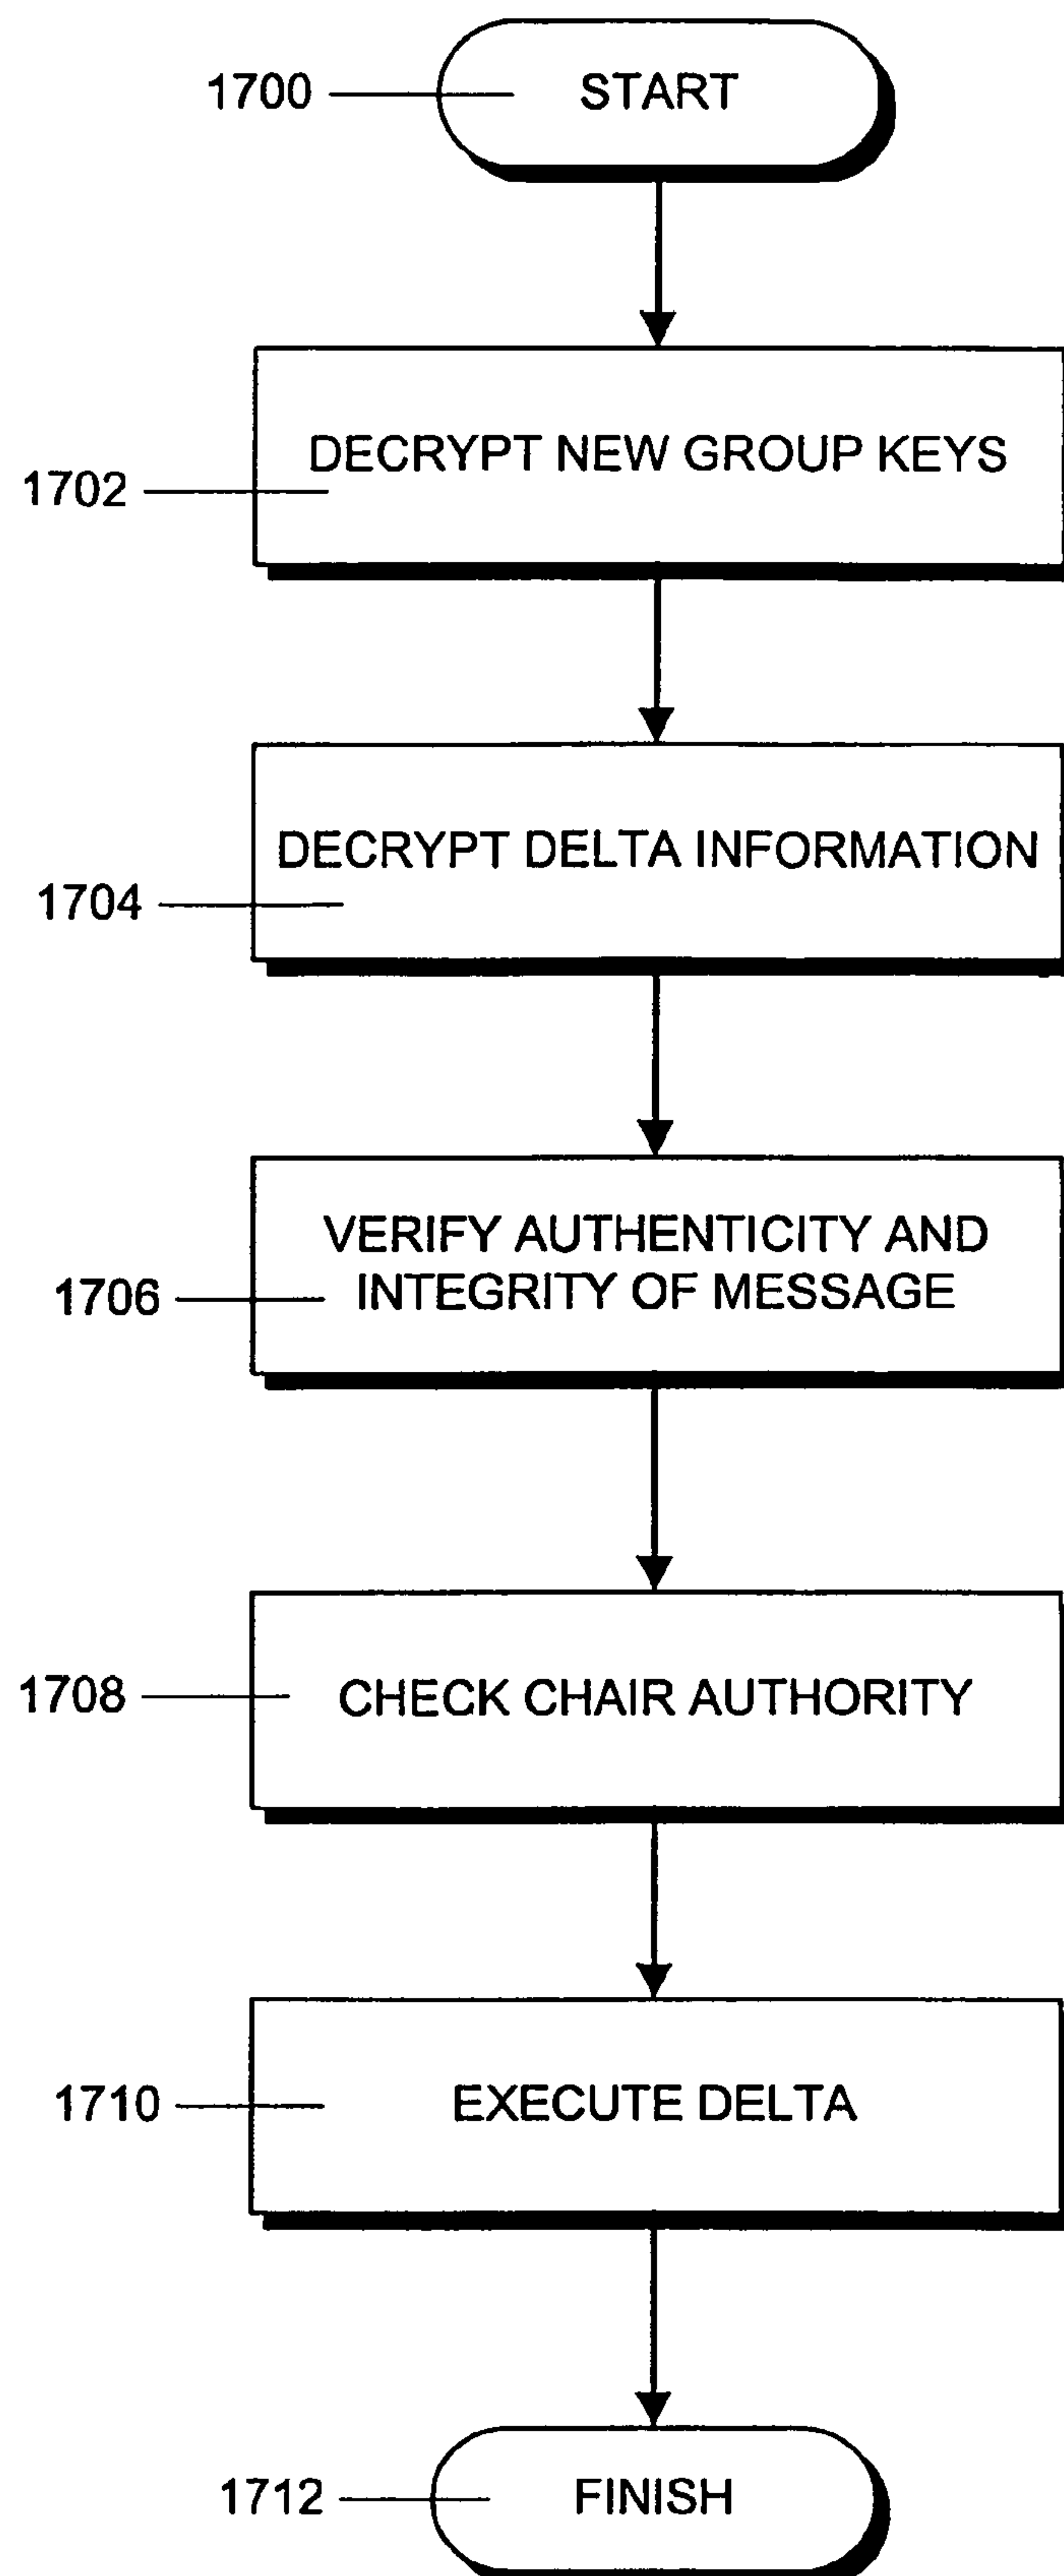 1700 START
DECRYPT NEW GROUP KEYS
1702
DECRYPT DELTA INFORMATION
1704
VERIFY AUTHENTICITY AND
INTEGRITY OF MESSAGE
1706
1708 CHECK CHAIR AUTHORITY
1710 EXECUTE DELTA
1712 FINISH